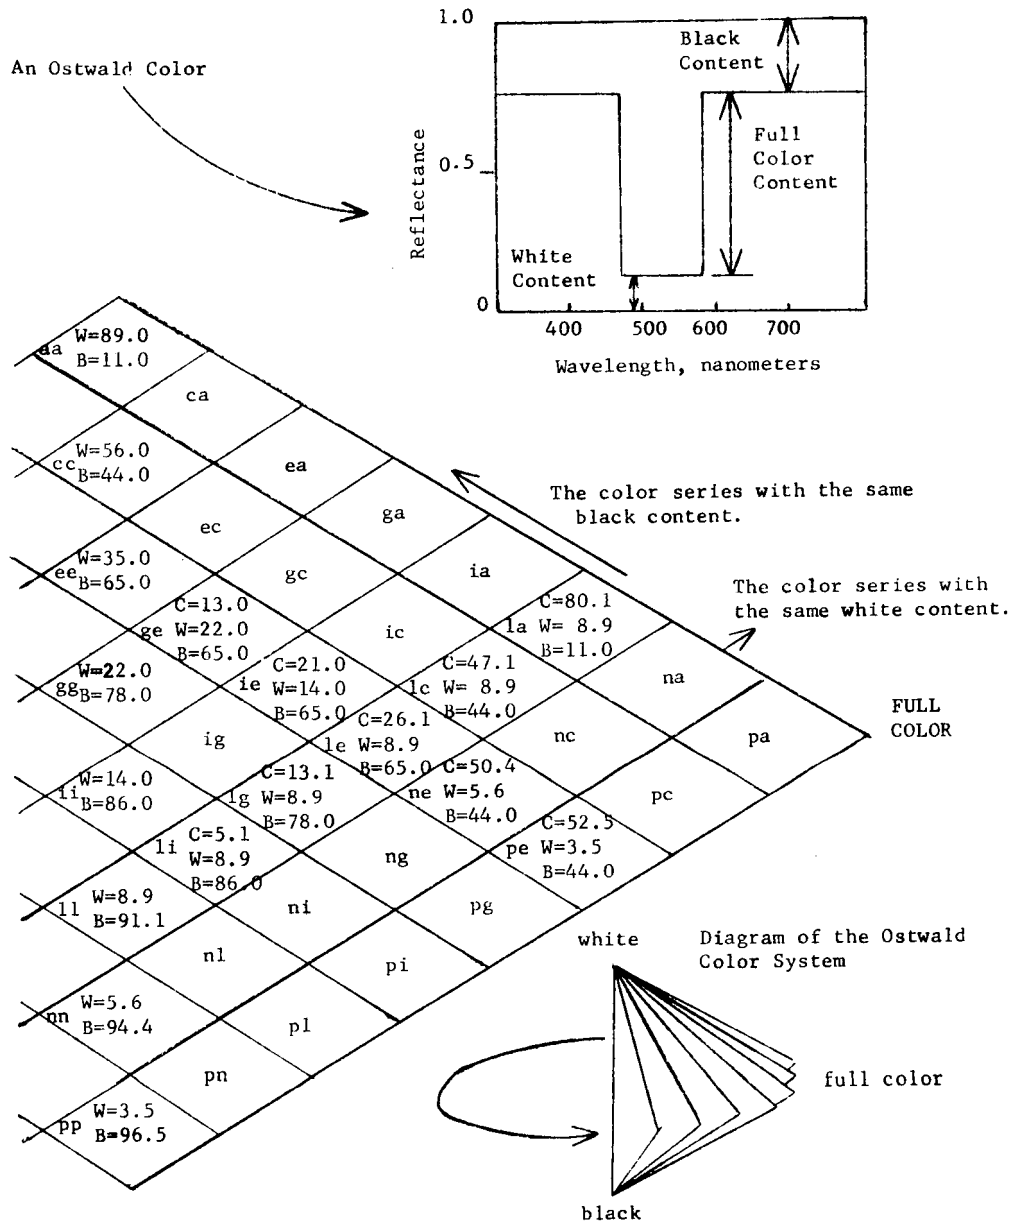 1.0
Black
Content
An Ostwald Color
Full
Color
Content
0.5
Reflectance
White
Content
0
400 500 600 700
Wavelength, nanometers
aa W=89.0
B=11.0
ca
cc W=56.0
B=44.0
ea
The color series with the same
black content.
ga
ec
ee W=35.0
B=65.0
gc
ia
The color series with
the same white content.
C=13.0
ge W=22.0
B=65.0
ic
C=80.1
la W= 8.9
B=11.0
gg W=22.0
B=78.0
C=21.0
ie W=14.0
B=65.0
C=47.1
lc W= 8.9
B=44.0
na
FULL
COLOR
ig
C=26.1
le W=8.9
B=65.0
nc
pa
ii W=14.0
B=86.0
C=13.1
lg W=8.9
B=78.0
C=50.4
ne W=5.6
B=44.0
pc
C=5.1
li W=8.9
B=86.0
ng
C=52.5
pe W=3.5
B=44.0
ll W=8.9
B=91.1
ni
pg
white
Diagram of the Ostwald
Color System
nl
pi
nn W=5.6
B=94.4
pl
full color
pn
pp W=3.5
B=96.5
black